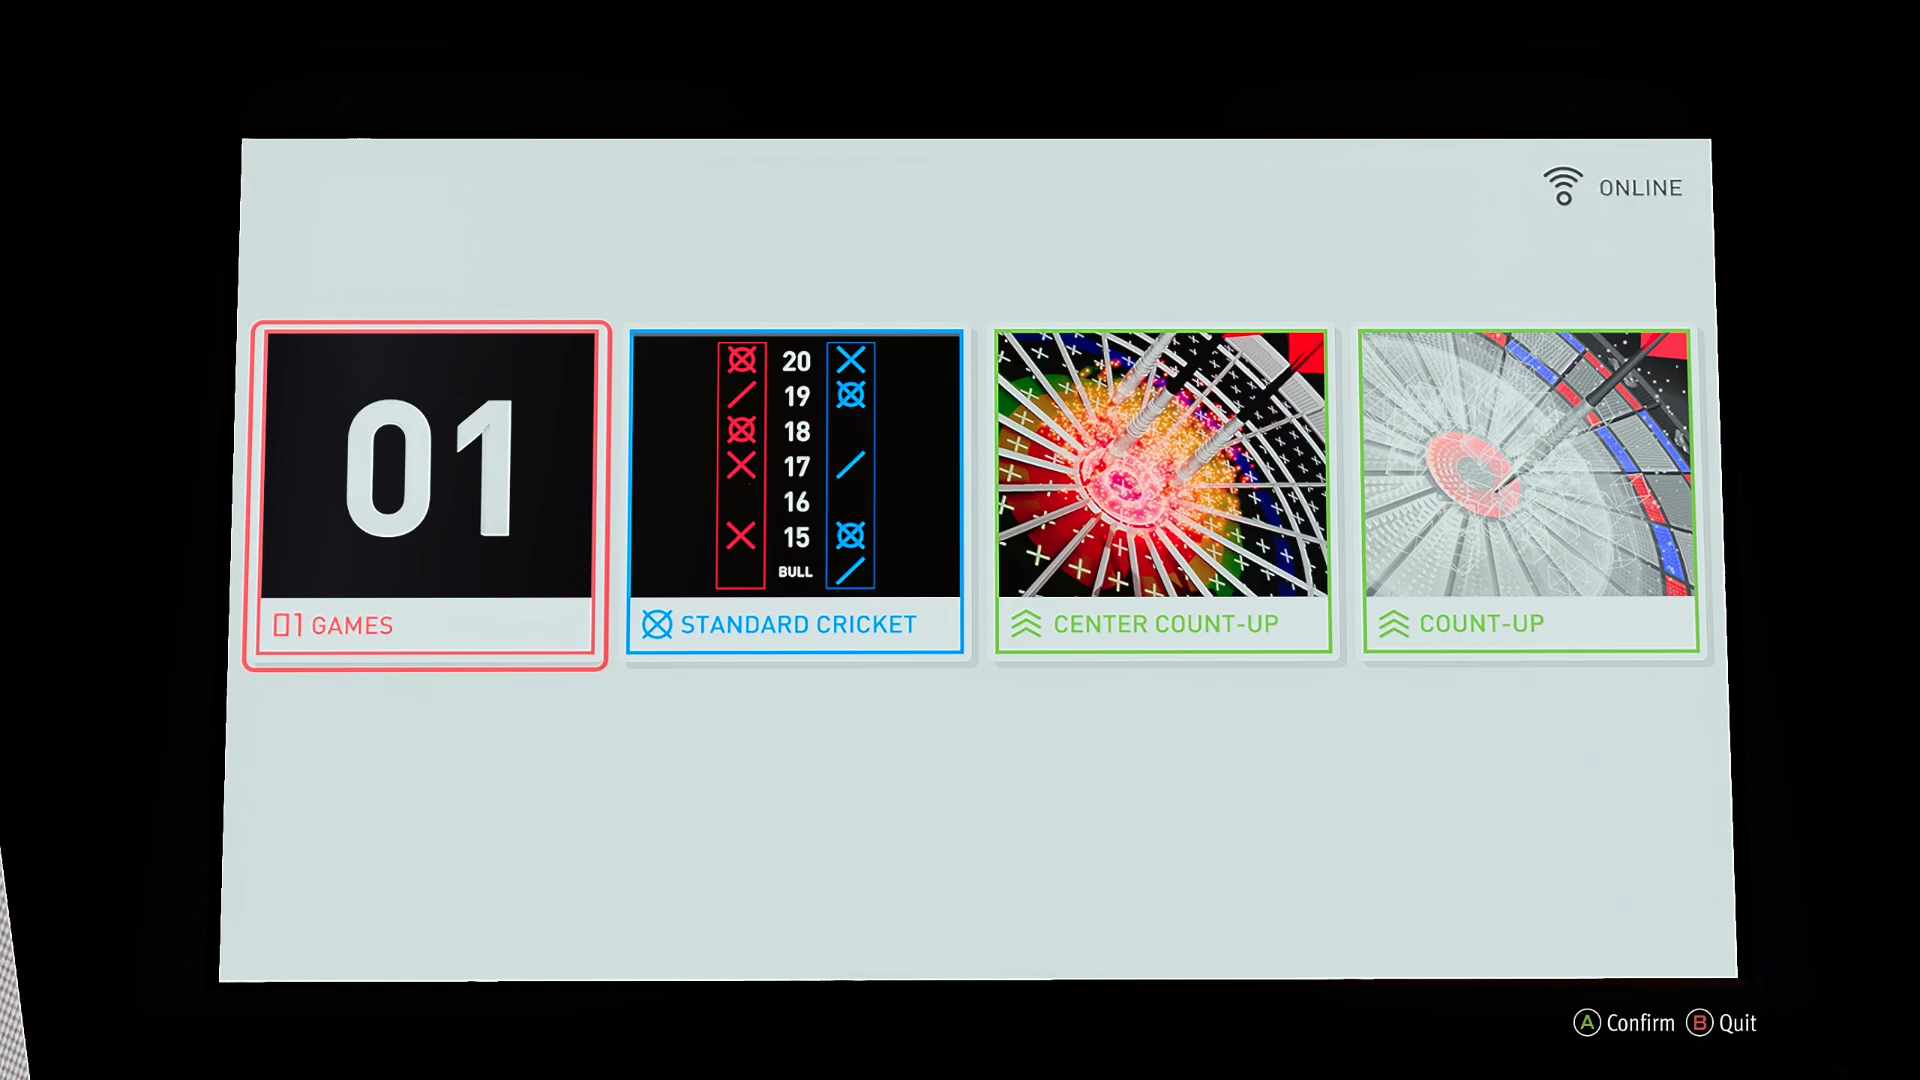 ONLINE
01
01 GAMES
20
19
18
17
16
15
BULL
STANDARD CRICKET
CENTER COUNT-UP
COUNT-UP
A Confirm B Quit